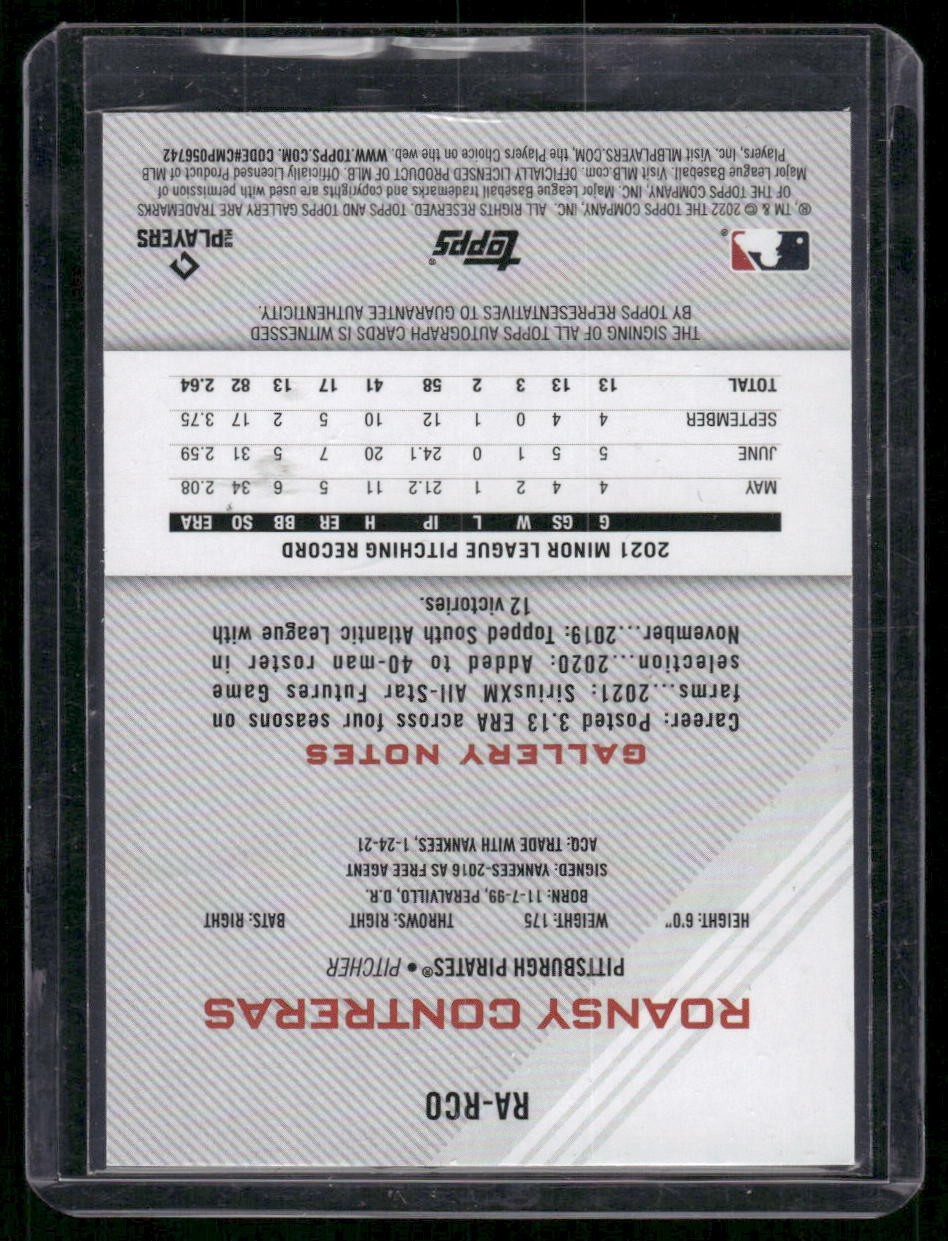 RA-RCO
ROANSY CONTRERAS
PITTSBURGH PIRATES® • PITCHER
HEIGHT: 6'0" WEIGHT: 175 THROWS: RIGHT BATS: RIGHT
BORN: 11-7-99, PERALVILLO, D.R.
SIGNED: YANKEES-2016 AS FREE AGENT
ACQ: TRADE WITH YANKEES, 1-24-21
GALLERY NOTES
Career: Posted 3.13 ERA across four seasons on
farms...2021: SiriusXM All-Star Futures Game
selection...2020: Added to 40-man roster in
November...2019: Topped South Atlantic League with
12 victories.
2021 MINOR LEAGUE PITCHING RECORD
G GS W L IP H ER BB SO ERA
MAY 4 4 2 1 21.2 11 5 6 34 2.08
JUNE 5 5 1 0 24.1 20 7 5 31 2.59
SEPTEMBER 4 4 0 1 12 10 5 2 17 3.75
TOTAL 13 13 3 2 58 41 17 13 82 2.64
THE SIGNING OF ALL TOPPS AUTOGRAPH CARDS IS WITNESSED
BY TOPPS REPRESENTATIVES TO GUARANTEE AUTHENTICITY.
® topps® MLB PLAYERS
®, TM & © 2022 THE TOPPS COMPANY, INC. ALL RIGHTS RESERVED. TOPPS AND TOPPS GALLERY ARE TRADEMARKS
OF THE TOPPS COMPANY, INC. Major League Baseball trademarks and copyrights are used with permission of
Major League Baseball. Visit MLB.com. OFFICIALLY LICENSED PRODUCT OF MLB. Officially Licensed Product of MLB
Players, Inc. Visit MLBPLAYERS.COM, the Players Choice on the web. WWW.TOPPS.COM. CODE#CMP056742